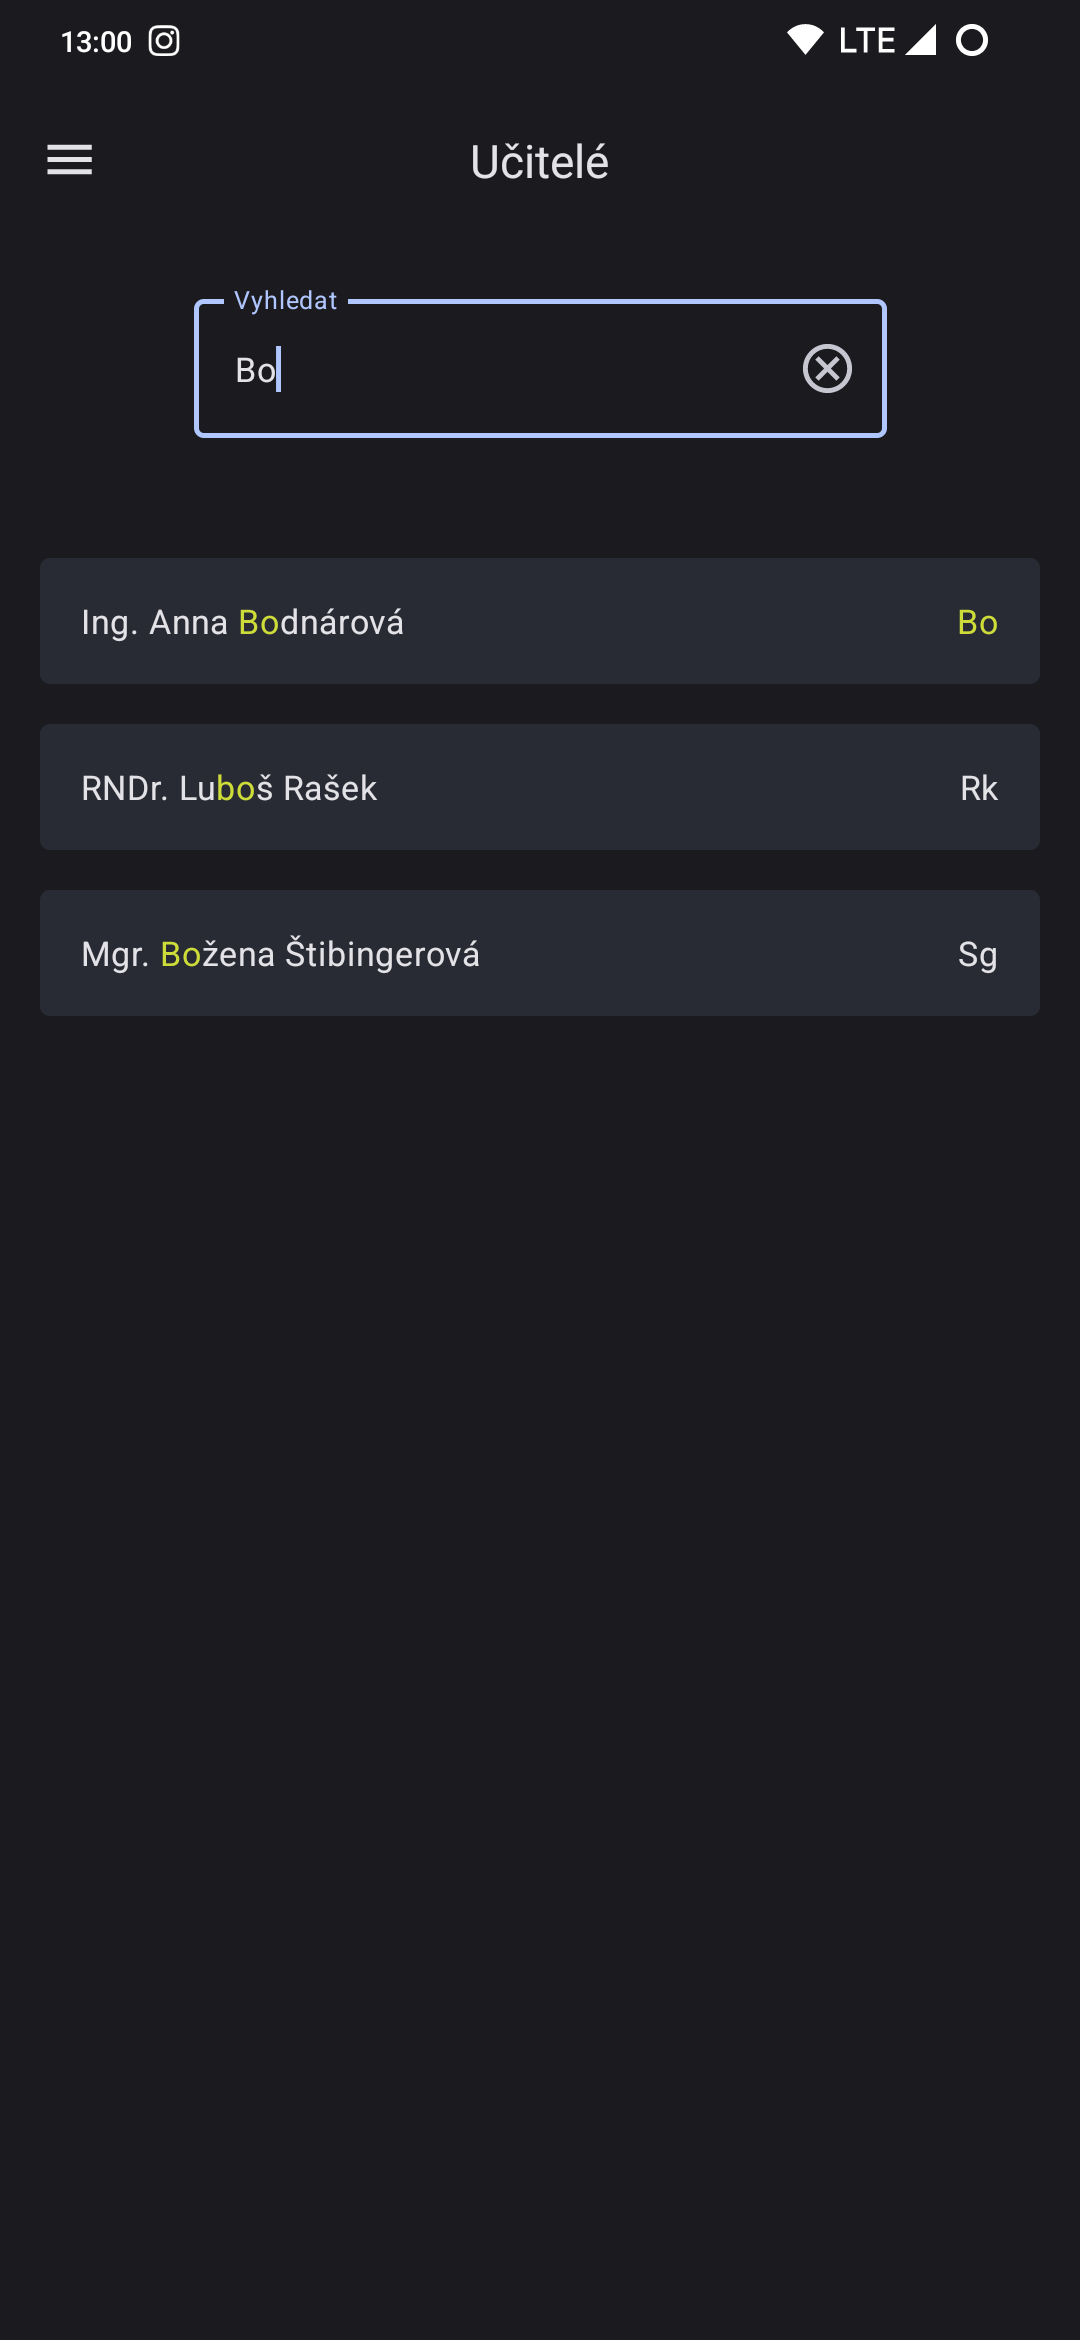 13:00 LTE
Učitelé
Vyhledat
Bo
Ing. Anna Bodnárová Bo
RNDr. Luboš Rašek Rk
Mgr. Božena Štibingerová Sg